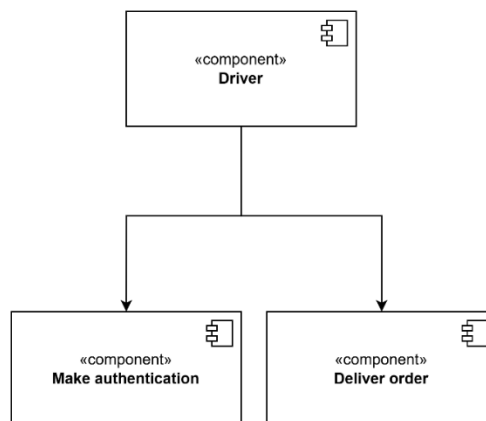 «component»
Driver
«component»
Make authentication
«component»
Deliver order